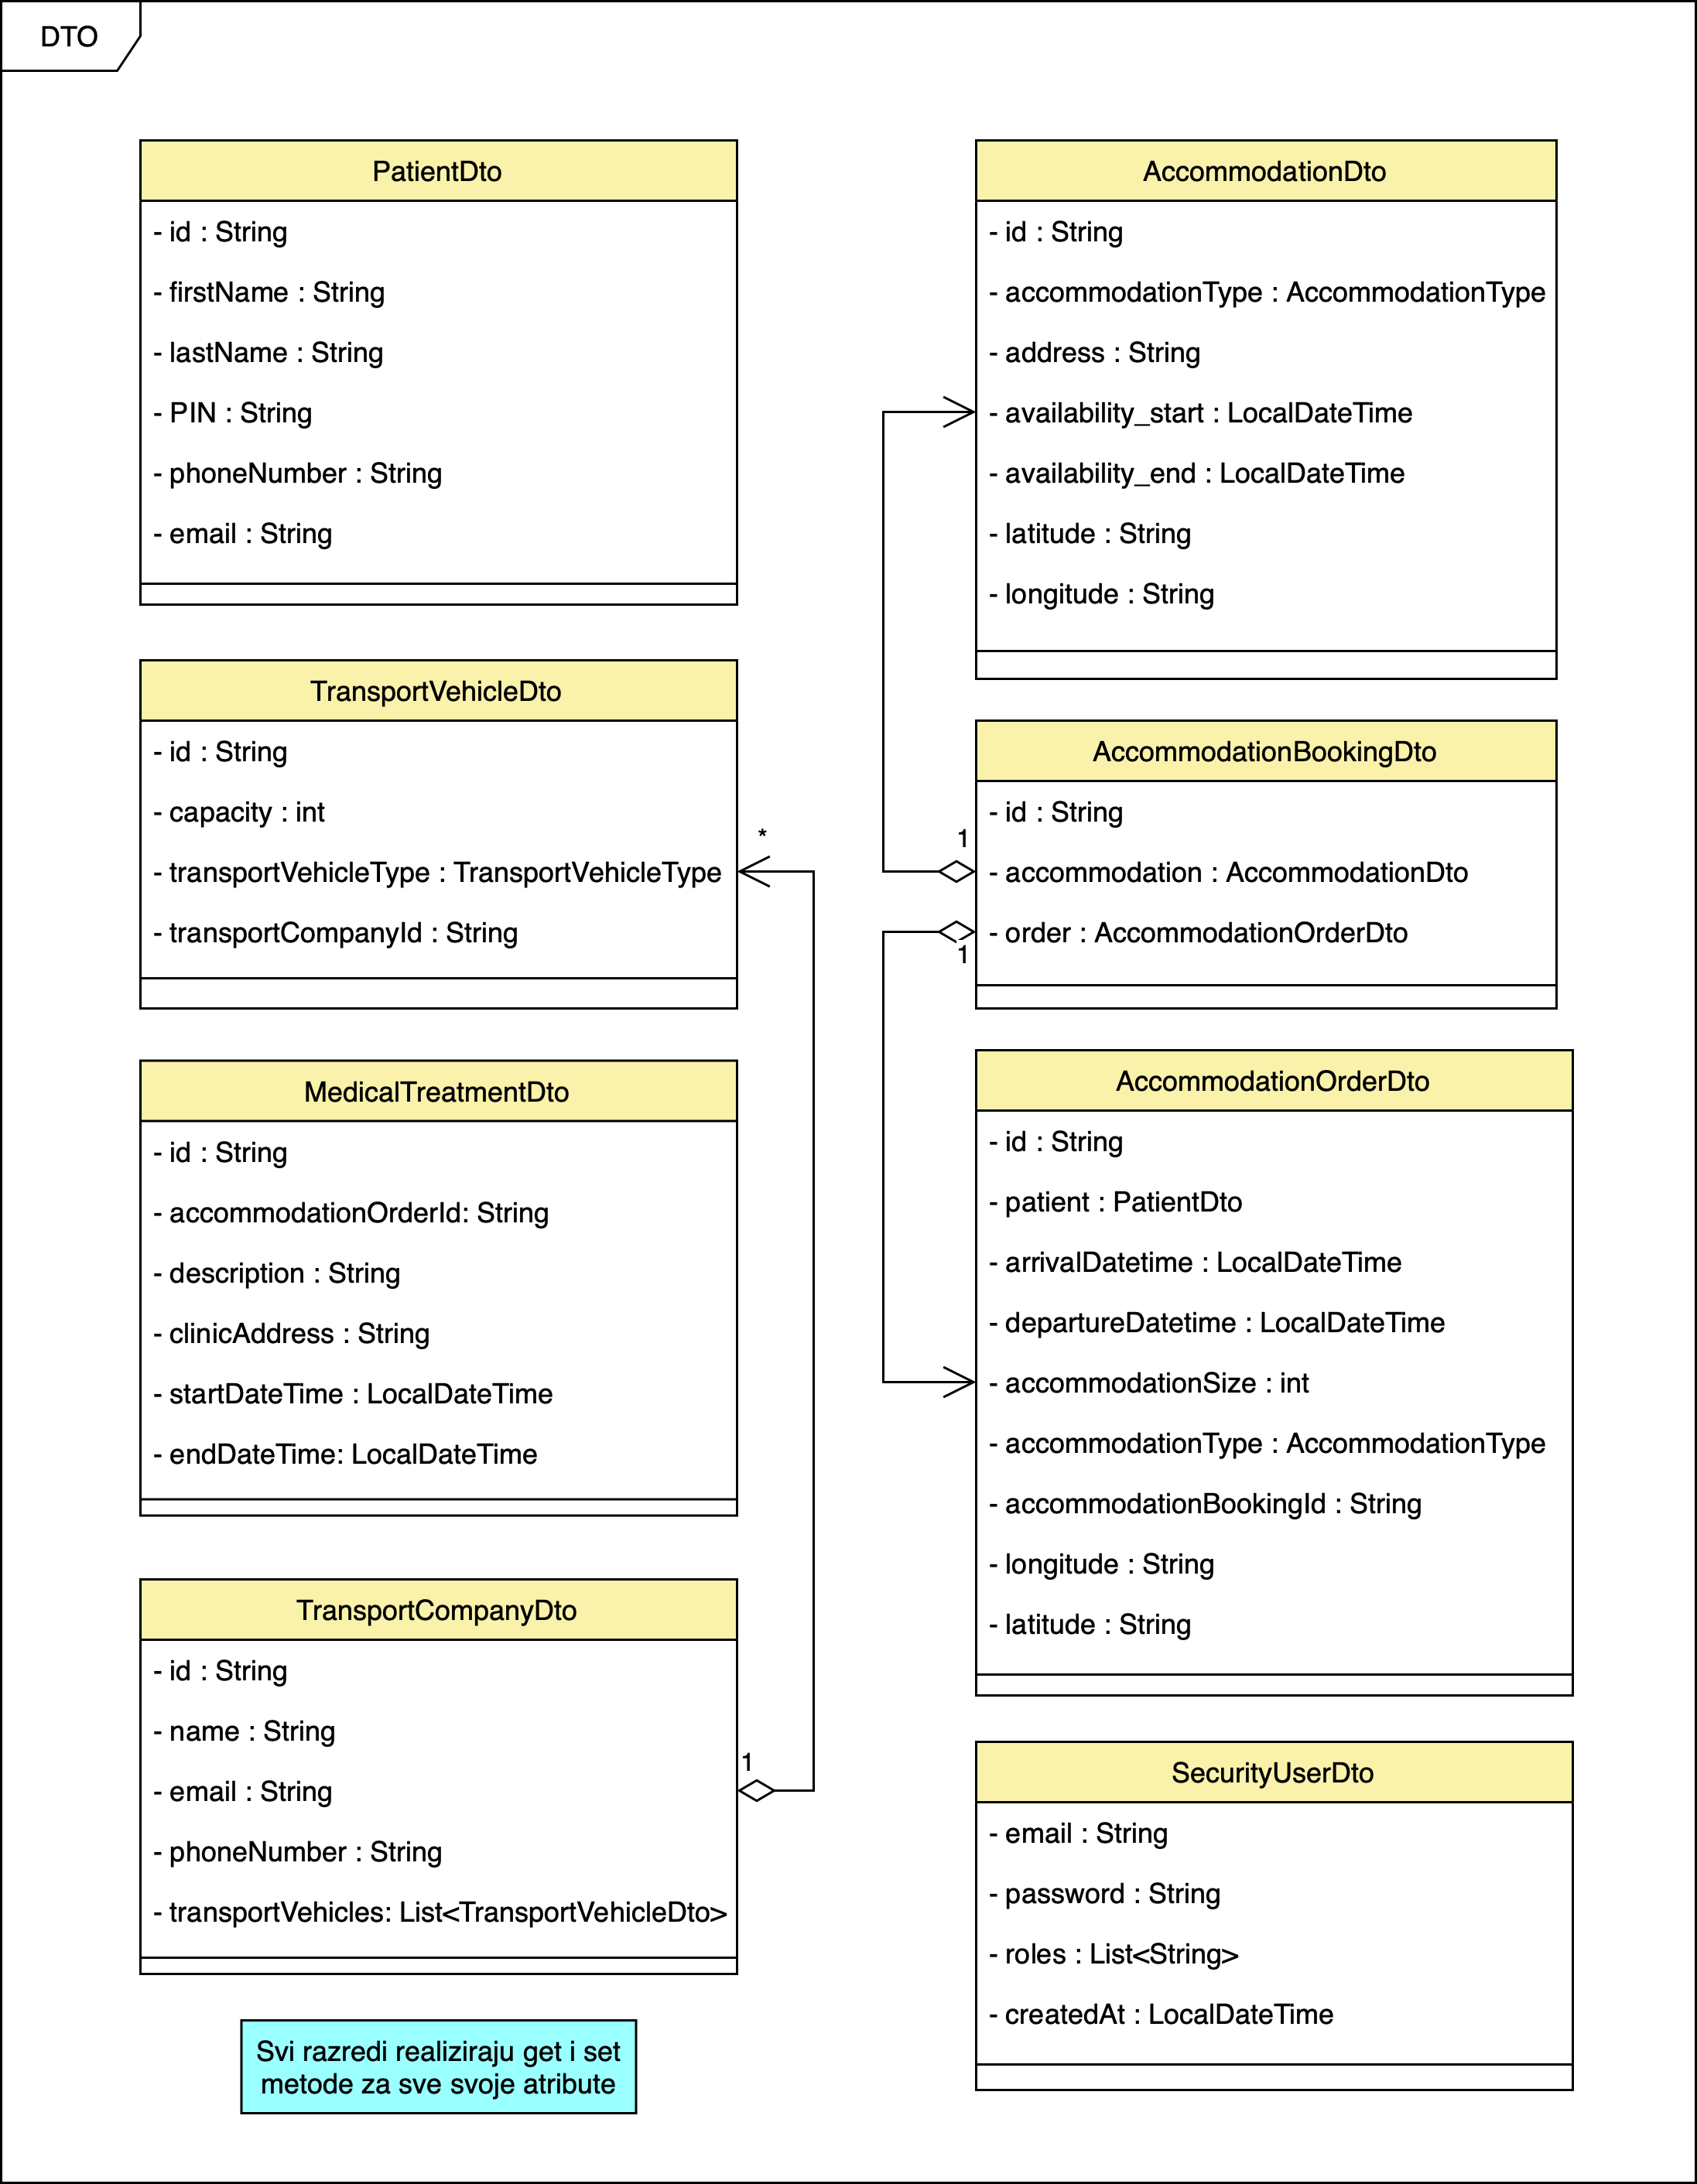 DTO
PatientDto
- id : String
- firstName : String
- lastName : String
- PIN : String
- phoneNumber : String
- email : String
TransportVehicleDto
- id : String
- capacity : int
- transportVehicleType : TransportVehicleType
- transportCompanyId : String
*
MedicalTreatmentDto
- id : String
- accommodationOrderId: String
- description : String
- clinicAddress : String
- startDateTime : LocalDateTime
- endDateTime: LocalDateTime
TransportCompanyDto
- id : String
- name : String
- email : String
- phoneNumber : String
- transportVehicles: List<TransportVehicleDto>
1
Svi razredi realiziraju get i set
metode za sve svoje atribute
AccommodationDto
- id : String
- accommodationType : AccommodationType
- address : String
- availability_start : LocalDateTime
- availability_end : LocalDateTime
- latitude : String
- longitude : String
AccommodationBookingDto
- id : String
- accommodation : AccommodationDto
- order : AccommodationOrderDto
1
1
AccommodationOrderDto
- id : String
- patient : PatientDto
- arrivalDatetime : LocalDateTime
- departureDatetime : LocalDateTime
- accommodationSize : int
- accommodationType : AccommodationType
- accommodationBookingId : String
- longitude : String
- latitude : String
SecurityUserDto
- email : String
- password : String
- roles : List<String>
- createdAt : LocalDateTime